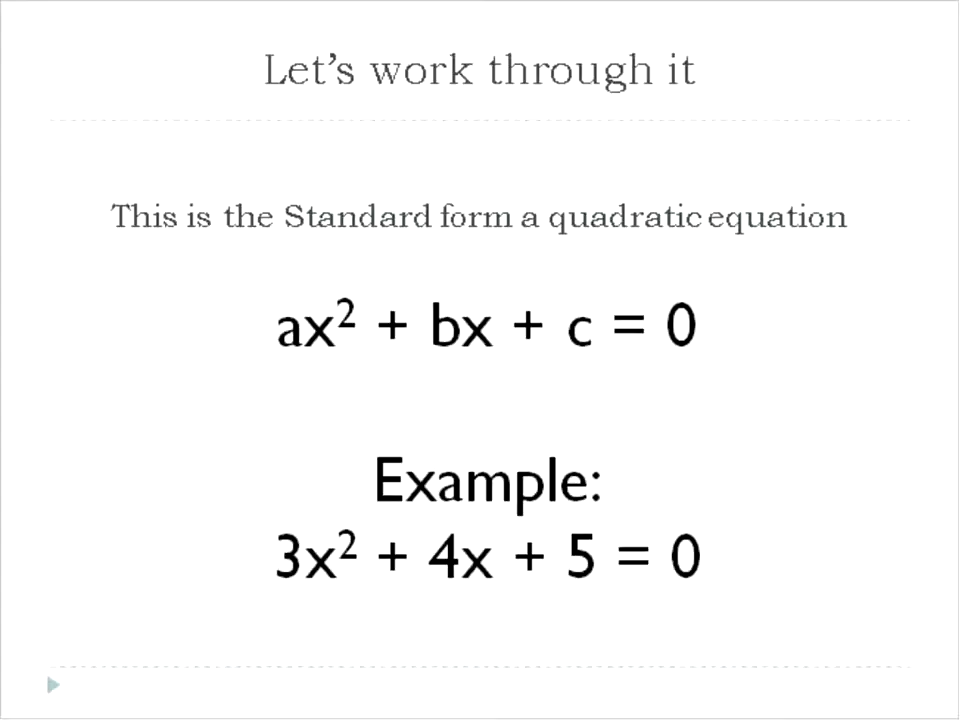 Let's work through it
This is the Standard form a quadratic equation
ax² + bx + c = 0
Example:
3x² + 4x + 5 = 0